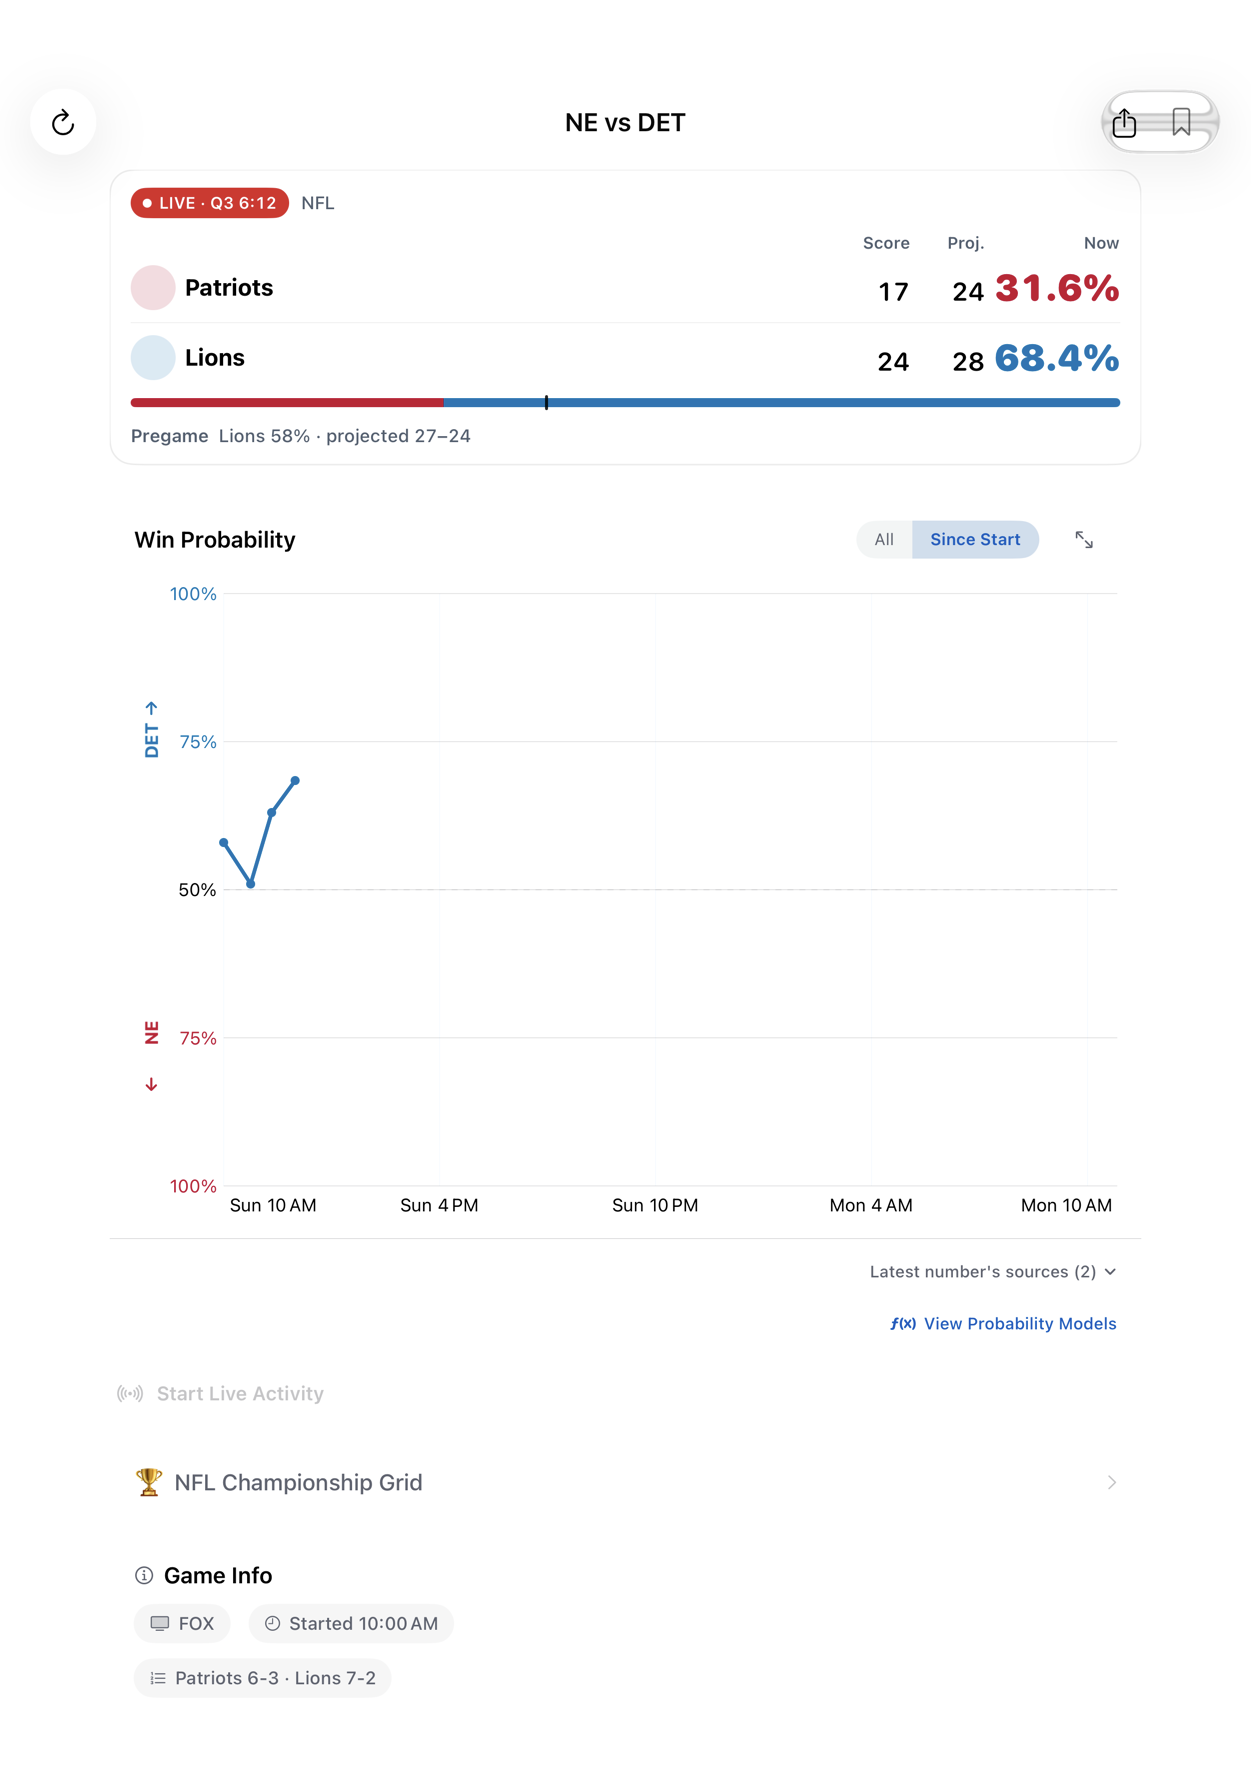 NE vs DET
LIVE · Q3 6:12 NFL
Score Proj. Now
Patriots 17 24 31.6%
Lions 24 28 68.4%
Pregame Lions 58% · projected 27–24
Win Probability All Since Start
100%
DET → 75%
50%
← NE 75%
100%
Sun 10 AM Sun 4 PM Sun 10 PM Mon 4 AM Mon 10 AM
Latest number's sources (2)
f(x) View Probability Models
Start Live Activity
NFL Championship Grid
Game Info
FOX Started 10:00 AM
Patriots 6-3 · Lions 7-2